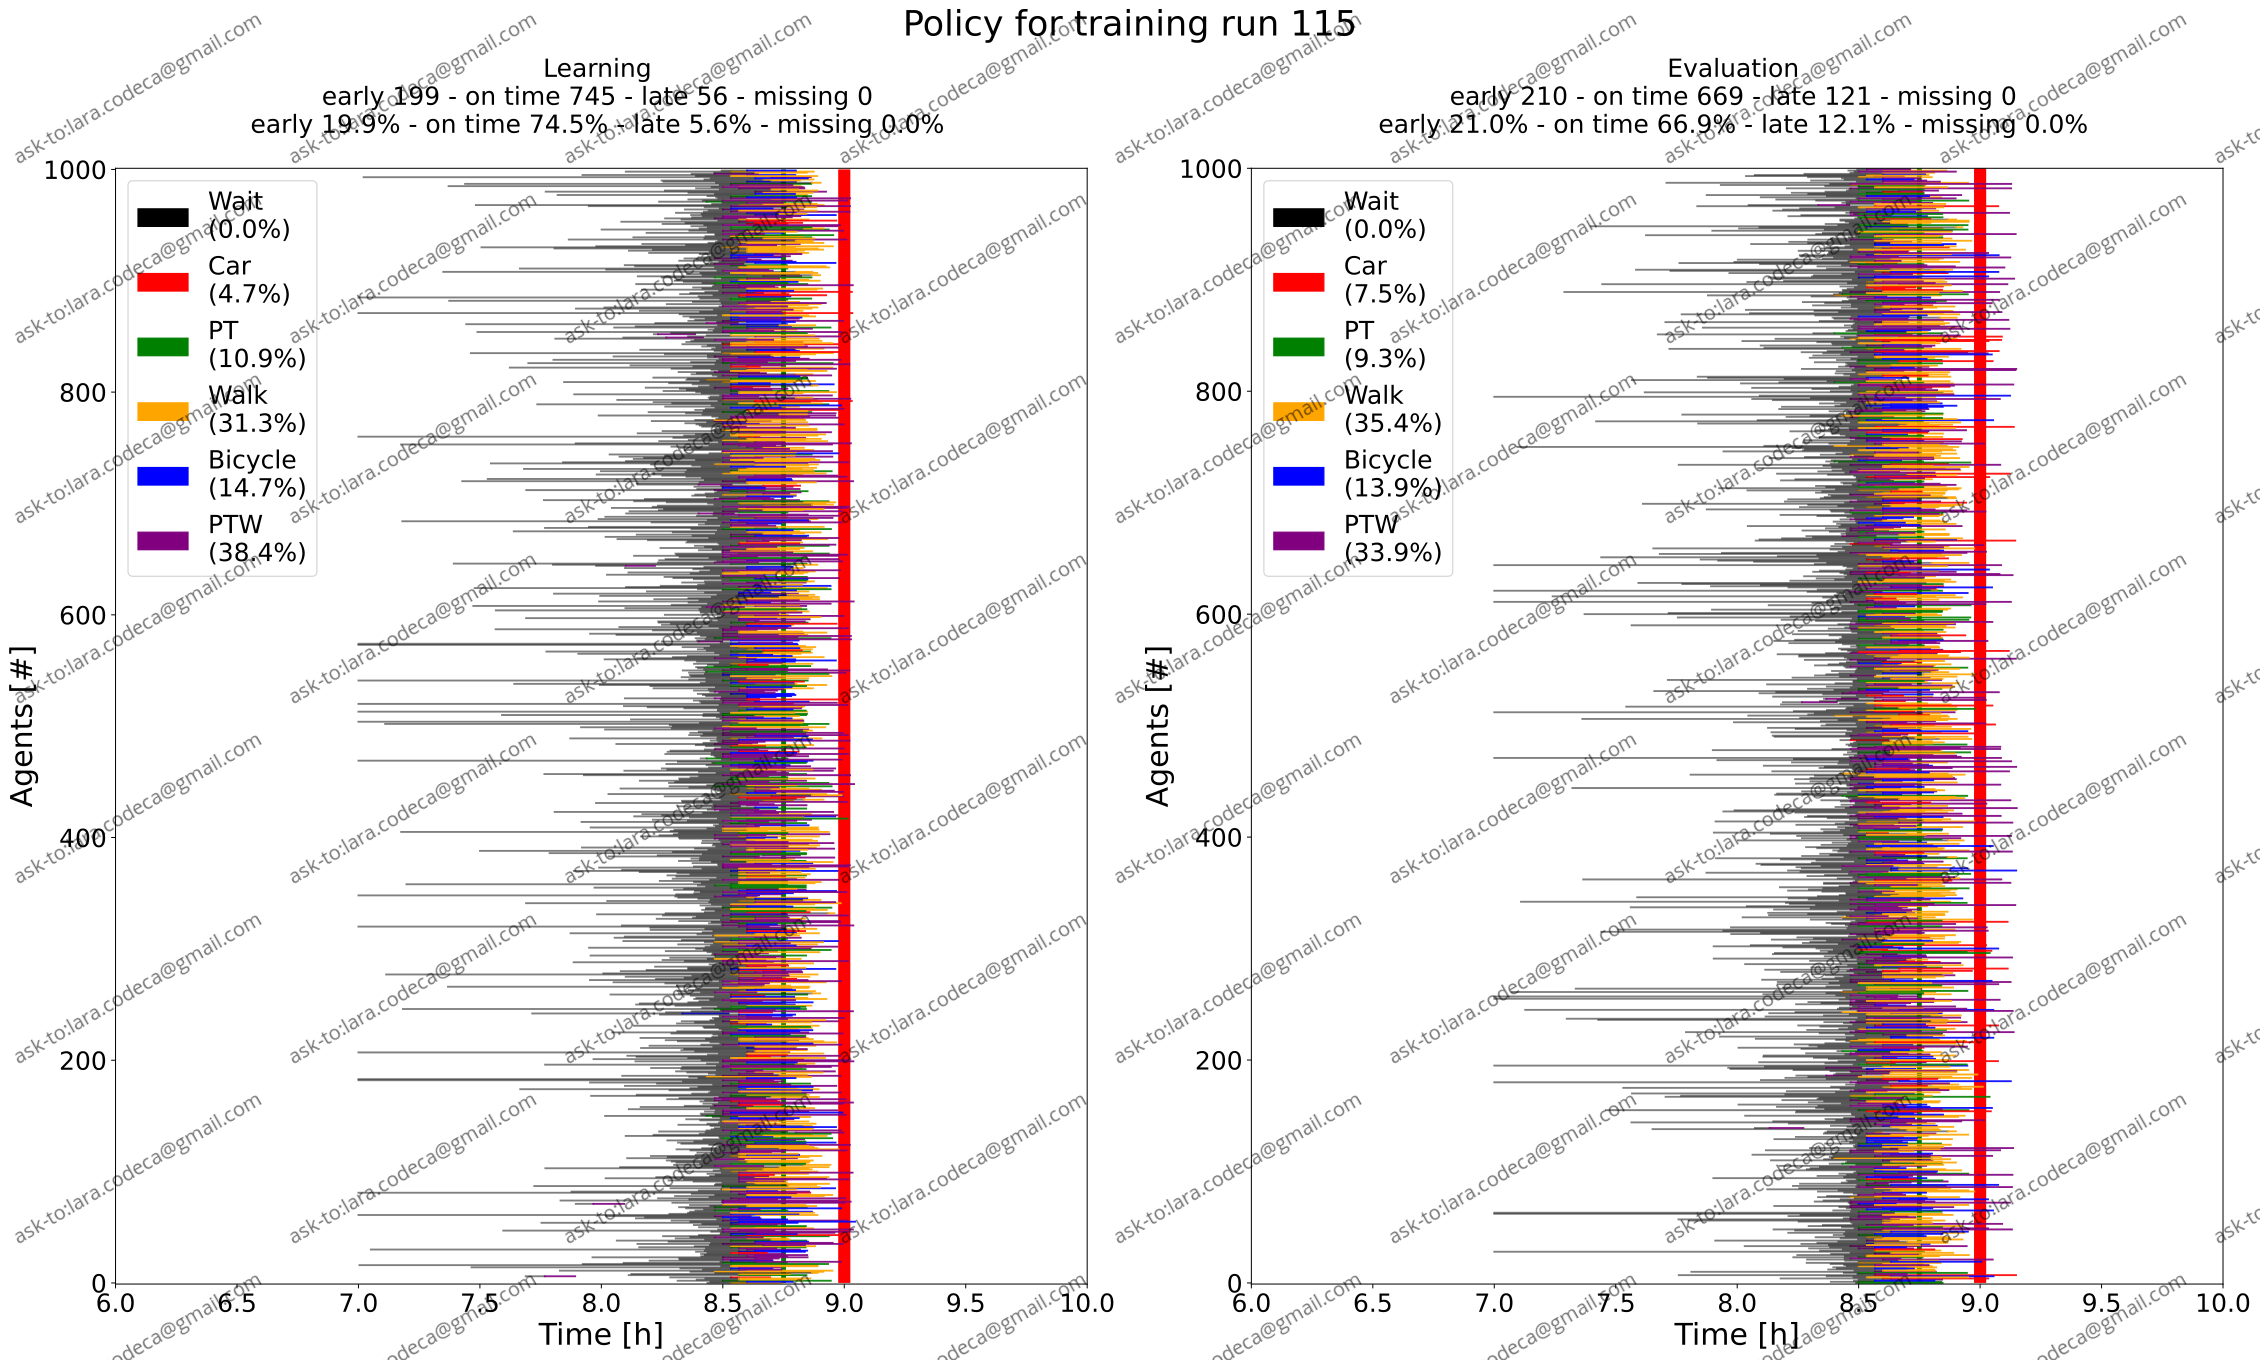 Policy for training run 115
Learning
early 199 - on time 745 - late 56 - missing 0
early 19.9% - on time 74.5% - late 5.6% - missing 0.0%
Evaluation
early 210 - on time 669 - late 121 - missing 0
early 21.0% - on time 66.9% - late 12.1% - missing 0.0%
Agents [#]
1000
800
600
400
200
0
Wait
(0.0%)
Car
(4.7%)
PT
(10.9%)
Walk
(31.3%)
Bicycle
(14.7%)
PTW
(38.4%)
6.0 6.5 7.0 7.5 8.0 8.5 9.0 9.5 10.0
Time [h]
Agents [#]
1000
800
600
400
200
0
Wait
(0.0%)
Car
(7.5%)
PT
(9.3%)
Walk
(35.4%)
Bicycle
(13.9%)
PTW
(33.9%)
6.0 6.5 7.0 7.5 8.0 8.5 9.0 9.5 10.0
Time [h]
ask-to:lara.codeca@gmail.com